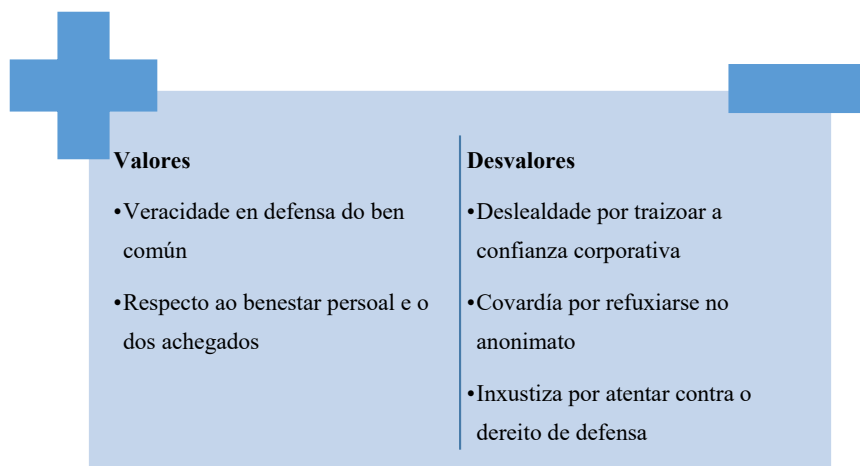 Valores
•Veracidade en defensa do ben
común
•Respecto ao benestar persoal e o
dos achegados
Desvalores
•Deslealdade por traizoar a
confianza corporativa
•Covardía por refuxiarse no
anonimato
•Inxustiza por atentar contra o
dereito de defensa